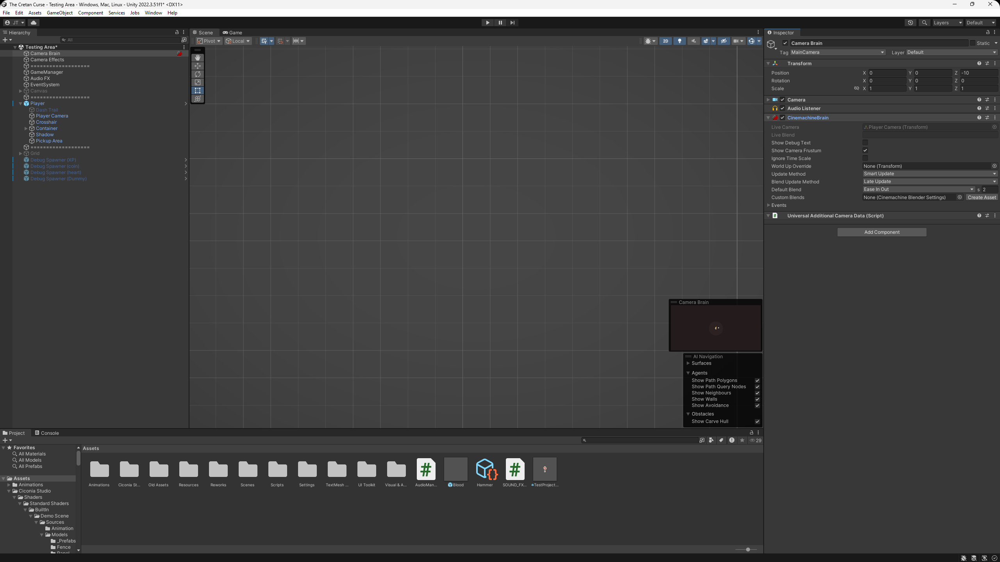 The Cretan Curse - Testing Area - Windows, Mac, Linux - Unity 2022.3.51f1* <DX11>
File Edit Assets GameObject Component Services Jobs Window Help
JT Layers Default
Hierarchy
All
Testing Area*
Camera Brain
Camera Effects
===================
GameManager
Audio FX
EventSystem
Canvas
===================
Player
Dash Trail
Player Camera
Crosshair
Container
Shadow
Pickup Area
===================
Grid
Debug Spawner (XP)
Debug Spawner (coin)
Debug Spawner (heart)
Debug Spawner (Dummy)
Scene Game
Pivot Local 2D
Camera Brain
AI Navigation
Surfaces
Agents
Show Path Polygons
Show Path Query Nodes
Show Neighbours
Show Walls
Show Avoidance
Obstacles
Show Carve Hull
Inspector
Camera Brain Static
Tag MainCamera Layer Default
Transform
Position X 0 Y 0 Z -10
Rotation X 0 Y 0 Z 0
Scale X 1 Y 1 Z 1
Camera
Audio Listener
CinemachineBrain
Live Camera Player Camera (Transform)
Live Blend
Show Debug Text
Show Camera Frustum
Ignore Time Scale
World Up Override None (Transform)
Update Method Smart Update
Blend Update Method Late Update
Default Blend Ease In Out s 2
Custom Blends None (Cinemachine Blender Settings) Create Asset
Events
# Universal Additional Camera Data (Script)
Add Component
Project Console
29
Favorites
All Materials
All Models
All Prefabs
Assets
Animations
Ciconia Studio
Shaders
Standard Shaders
BuiltIn
Demo Scene
Sources
Animation
Models
_Prefabs
Fence
Panel
Assets
Animations Ciconia St... Old Assets Resources Reworks Scenes Scripts Settings TextMesh ... UI Toolkit Visual & A... AudioMan... Blood Hammer SOUND_FX... TestProject...